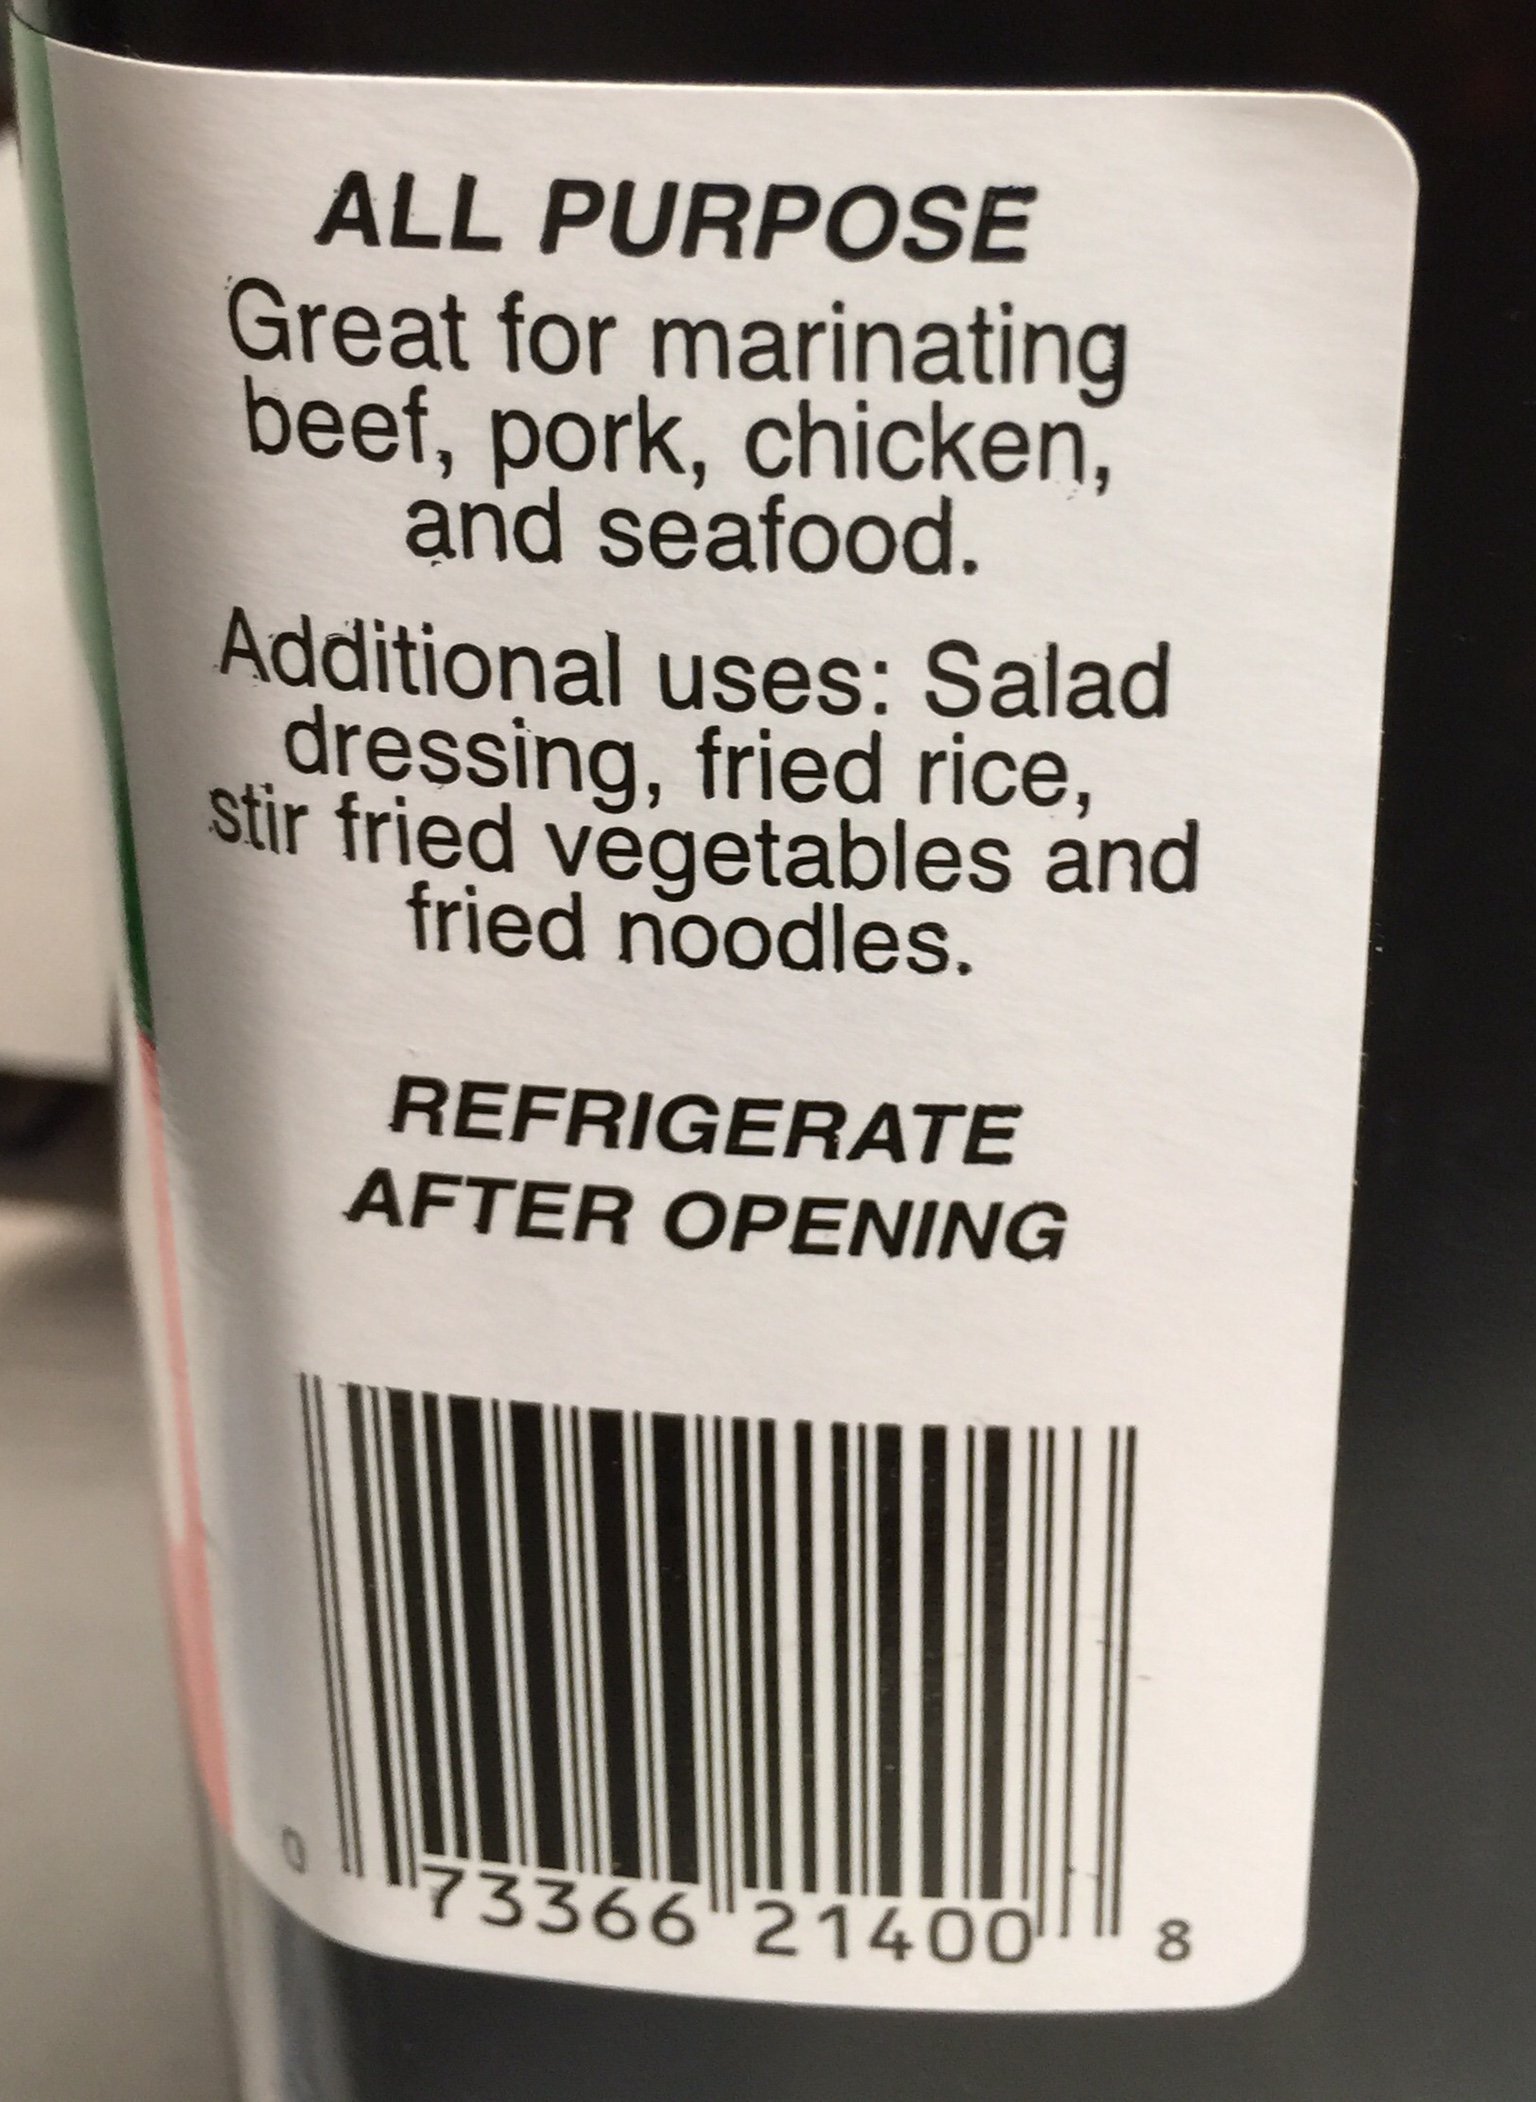 ALL PURPOSE
Great for marinating
beef, pork, chicken,
and seafood.
Additional uses: Salad
dressing, fried rice,
stir fried vegetables and
fried noodles.
REFRIGERATE
AFTER OPENING
0 73366 21400 8